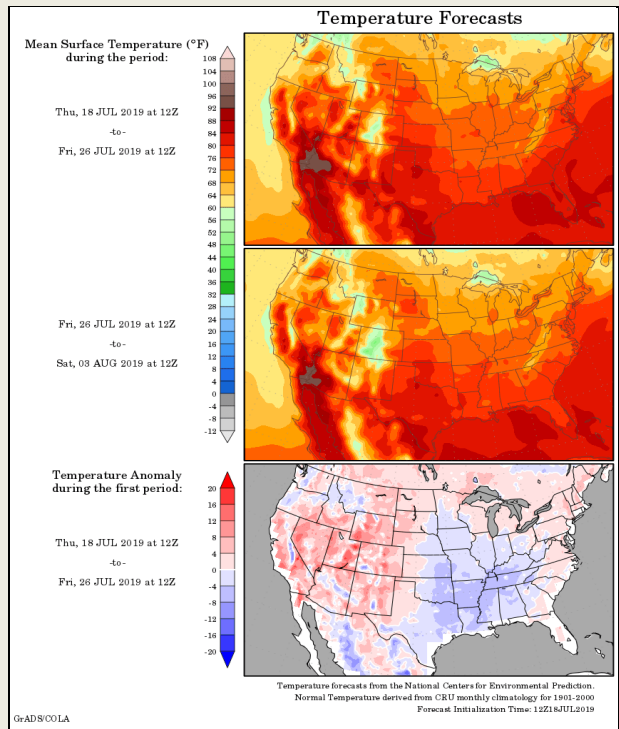 Temperature Forecasts
Mean Surface Temperature (°F)
during the period:
Thu, 18 JUL 2019 at 12Z
-to-
Fri, 26 JUL 2019 at 12Z
108
104
100
96
92
88
84
80
76
72
68
64
60
56
52
48
44
40
36
32
28
24
20
16
12
8
4
0
-4
-8
-12
Fri, 26 JUL 2019 at 12Z
-to-
Sat, 03 AUG 2019 at 12Z
Temperature Anomaly
during the first period:
Thu, 18 JUL 2019 at 12Z
-to-
Fri, 26 JUL 2019 at 12Z
20
16
12
8
4
0
-4
-8
-12
-16
-20
Temperature forecasts from the National Centers for Environmental Prediction.
Normal Temperature derived from CRU monthly climatology for 1901-2000
Forecast Initialization Time: 12Z18JUL2019
GrADS/COLA